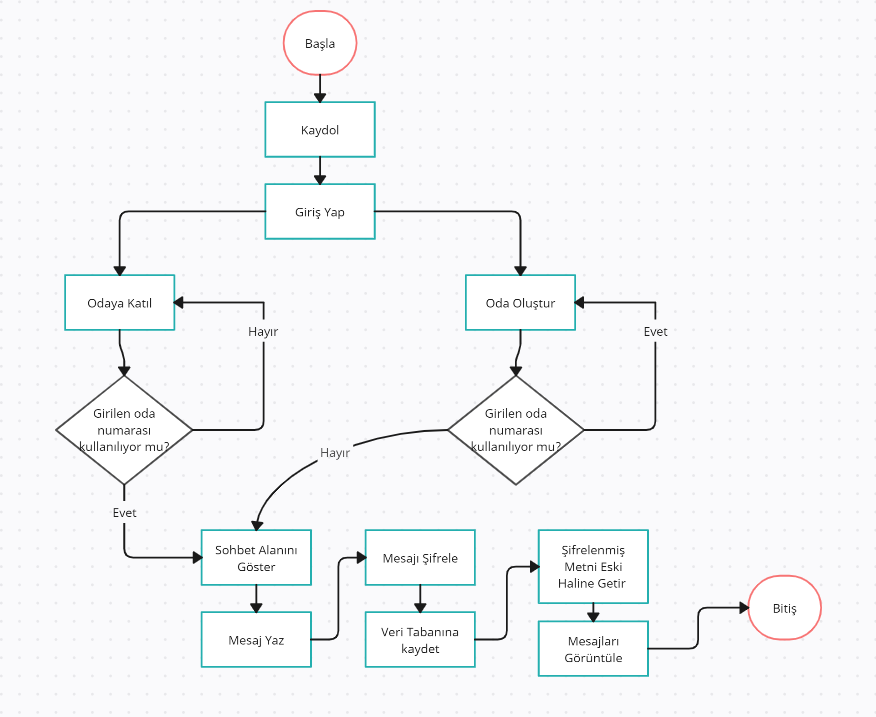 Başla
Kaydol
Giriş Yap
Odaya Katıl
Oda Oluştur
Hayır
Evet
Girilen oda
numarası
kullanılıyor mu?
Girilen oda
numarası
kullanılıyor mu?
Hayır
Evet
Sohbet Alanını
Göster
Mesajı Şifrele
Şifrelenmiş
Metni Eski
Haline Getir
Mesaj Yaz
Veri Tabanına
kaydet
Mesajları
Görüntüle
Bitiş